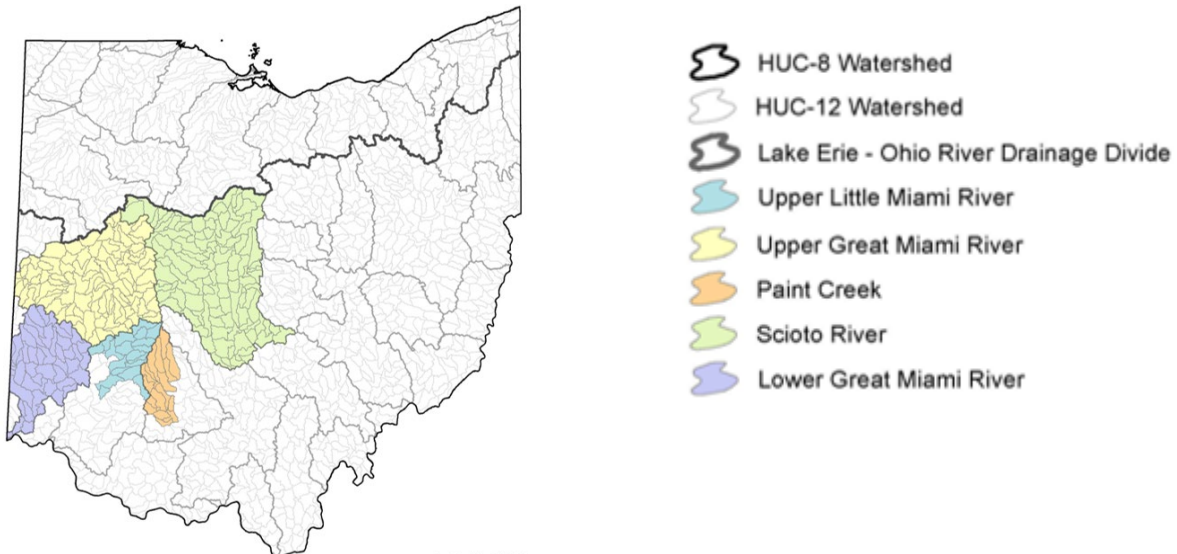 HUC-8 Watershed
HUC-12 Watershed
Lake Erie - Ohio River Drainage Divide
Upper Little Miami River
Upper Great Miami River
Paint Creek
Scioto River
Lower Great Miami River